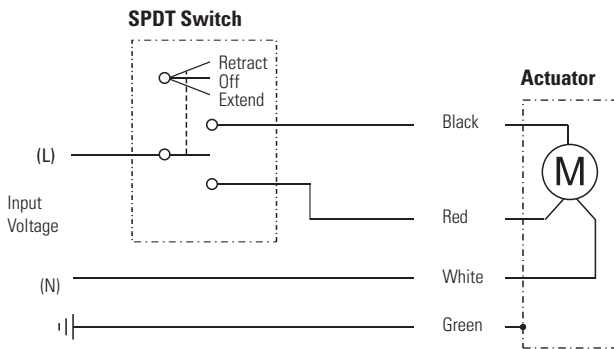 SPDT Switch
Retract
Off
Extend
Actuator
Black
(L)
M
Input
Voltage
Red
White
(N)
Green